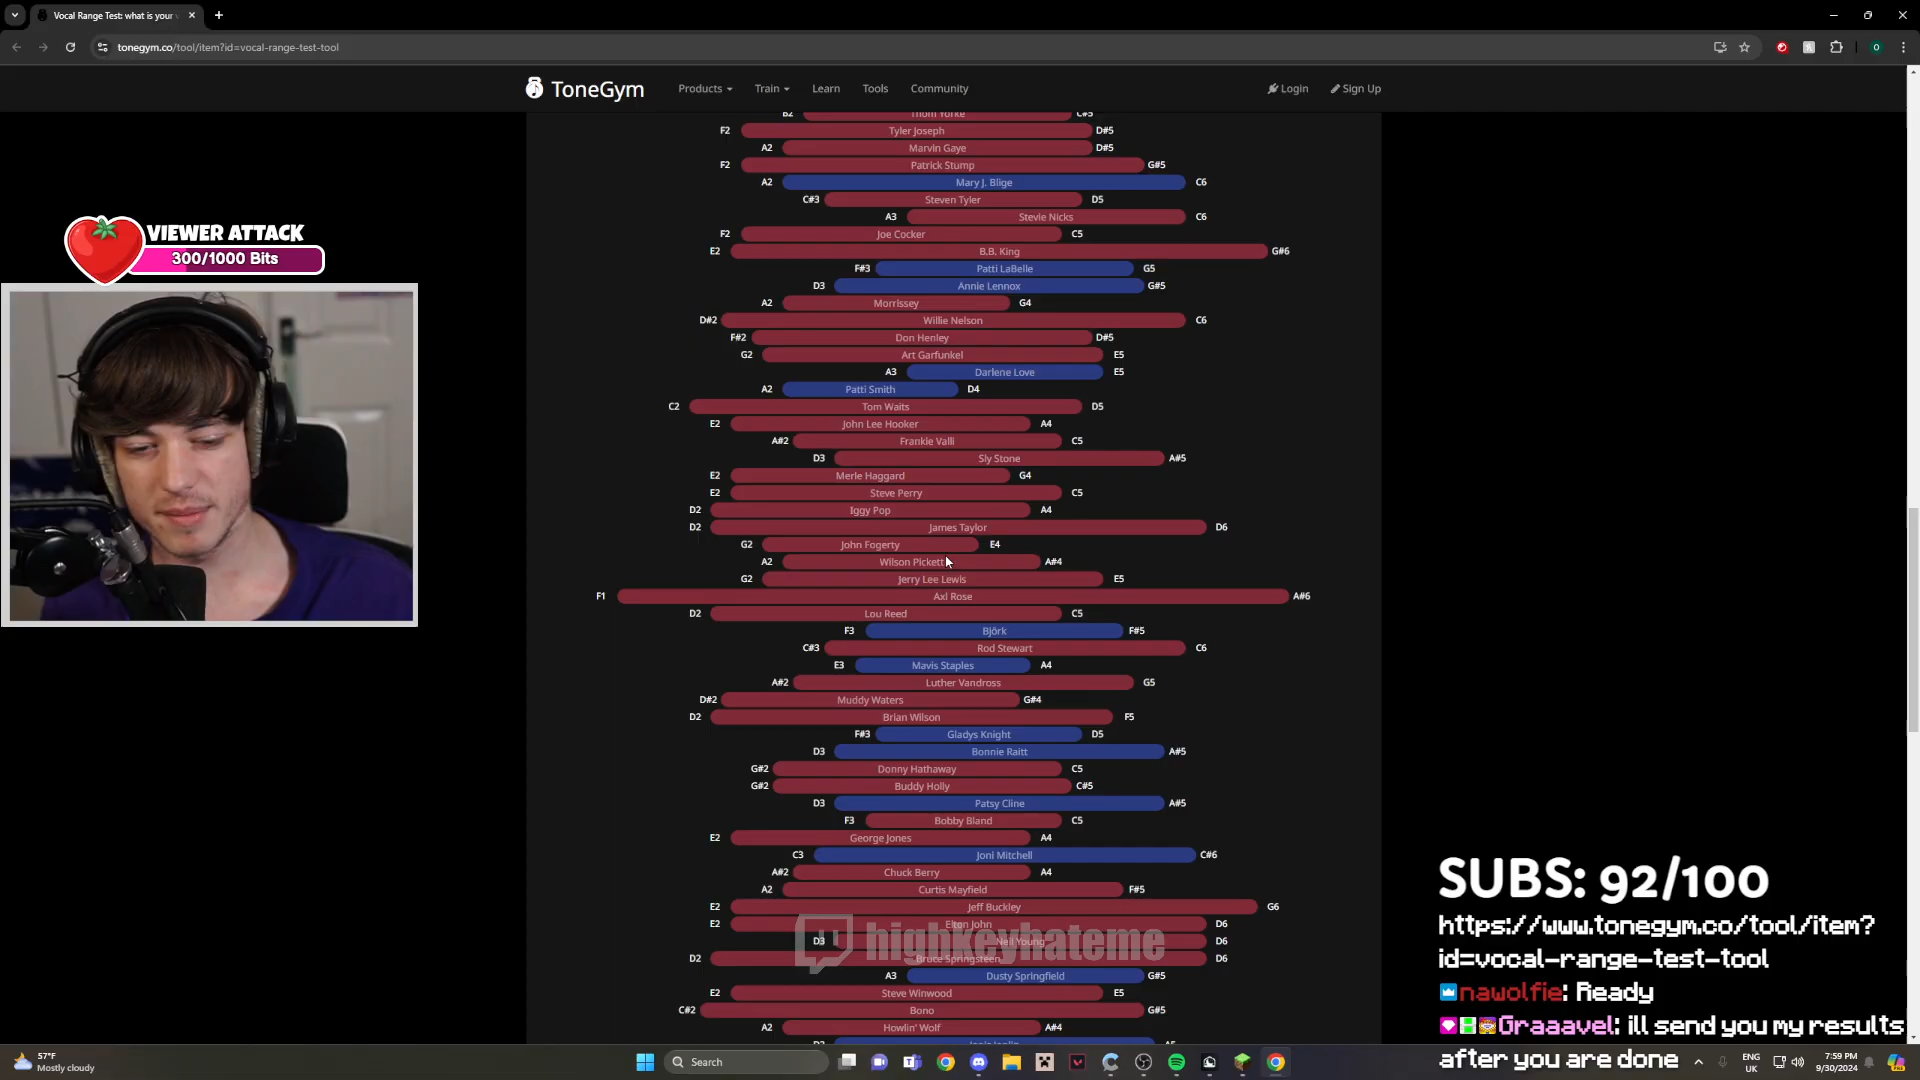 Vocal Range Test: what is your
tonegym.co/tool/item?id=vocal-range-test-tool
ToneGym Products Train Learn Tools Community Login Sign Up
B2 Thom Yorke C#5
F2 Tyler Joseph D#5
A2 Marvin Gaye D#5
F2 Patrick Stump G#5
A2 Mary J. Blige C6
C#3 Steven Tyler D5
A3 Stevie Nicks C6
F2 Joe Cocker C5
E2 B.B. King G#6
F#3 Patti LaBelle G5
D3 Annie Lennox G#5
A2 Morrissey G4
D#2 Willie Nelson C6
F#2 Don Henley D#5
G2 Art Garfunkel E5
A3 Darlene Love E5
A2 Patti Smith D4
C2 Tom Waits D5
E2 John Lee Hooker A4
A#2 Frankie Valli C5
D3 Sly Stone A#5
E2 Merle Haggard G4
E2 Steve Perry C5
D2 Iggy Pop A4
D2 James Taylor D6
G2 John Fogerty E4
A2 Wilson Pickett A#4
G2 Jerry Lee Lewis E5
F1 Axl Rose A#6
D2 Lou Reed C5
F3 Björk F#5
C#3 Rod Stewart C6
E3 Mavis Staples A4
A#2 Luther Vandross G5
D#2 Muddy Waters G#4
D2 Brian Wilson F5
F#3 Gladys Knight D5
D3 Bonnie Raitt A#5
G#2 Donny Hathaway C5
G#2 Buddy Holly C#5
D3 Patsy Cline A#5
F3 Bobby Bland C5
E2 George Jones A4
C3 Joni Mitchell C#6
A#2 Chuck Berry A4
A2 Curtis Mayfield F#5
E2 Jeff Buckley G6
E2 Elton John D6
D3 Neil Young D6
D2 Bruce Springsteen D6
A3 Dusty Springfield G#5
E2 Steve Winwood E5
C#2 Bono G#5
A2 Howlin' Wolf A#4
highkeyhateme
VIEWER ATTACK
300/1000 Bits
SUBS: 92/100
https://www.tonegym.co/tool/item?
id=vocal-range-test-tool
nawolfie: Ready
Graaavel: ill send you my results
after you are done
57°F
Mostly cloudy
Search
ENG
UK
7:59 PM
9/30/2024